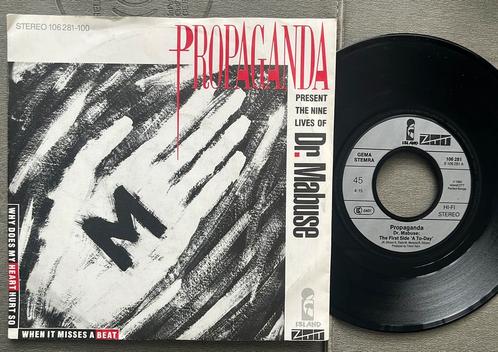 STEREO 106 281-100
PROPAGANDA
PRESENT
THE NINE
LIVES OF
Dr. Mabuse
M
WHY DOES MY HEART HURT SO
WHEN IT MISSES A BEAT
ISLAND
ZTT
ISLAND ZTT
GEMA
STEMRA
106 281
45
4:15
HI-FI
STEREO
Propaganda
Dr. Mabuse:
The First Side 'A To-Day'